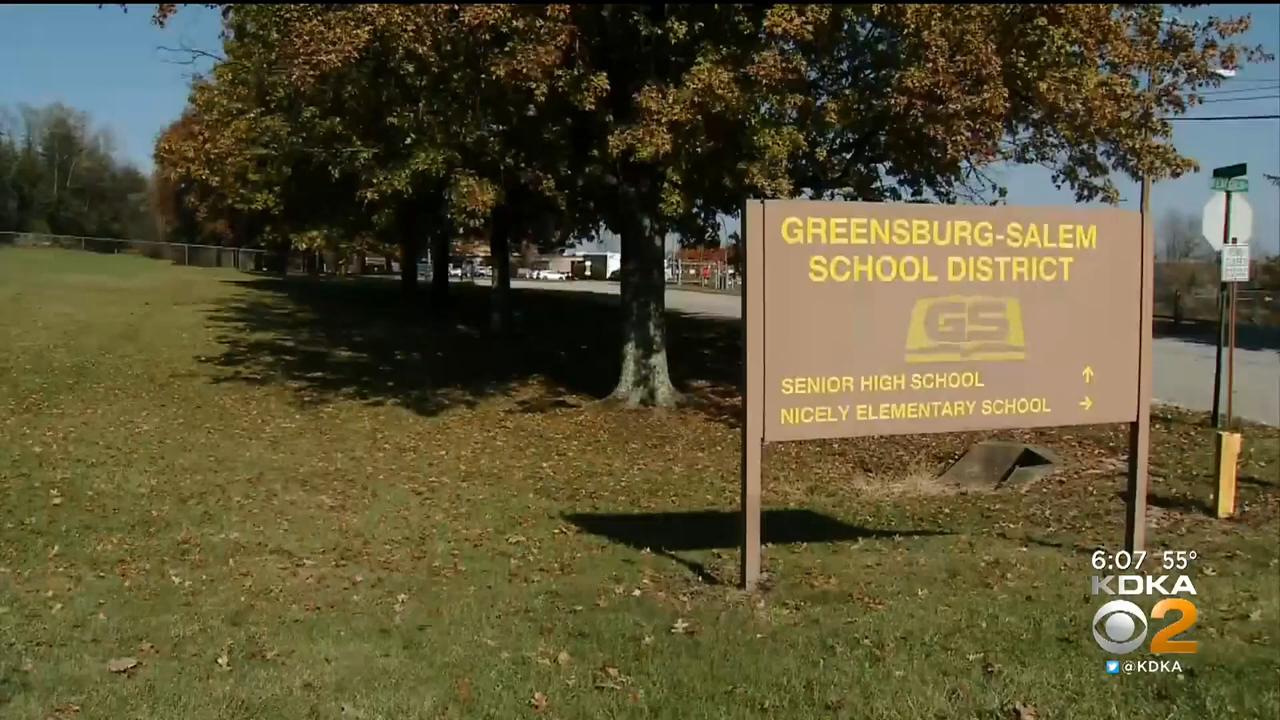 GREENSBURG-SALEM
SCHOOL DISTRICT
GS
SENIOR HIGH SCHOOL ↑
NICELY ELEMENTARY SCHOOL →
6:07 55°
KDKA
2
@KDKA